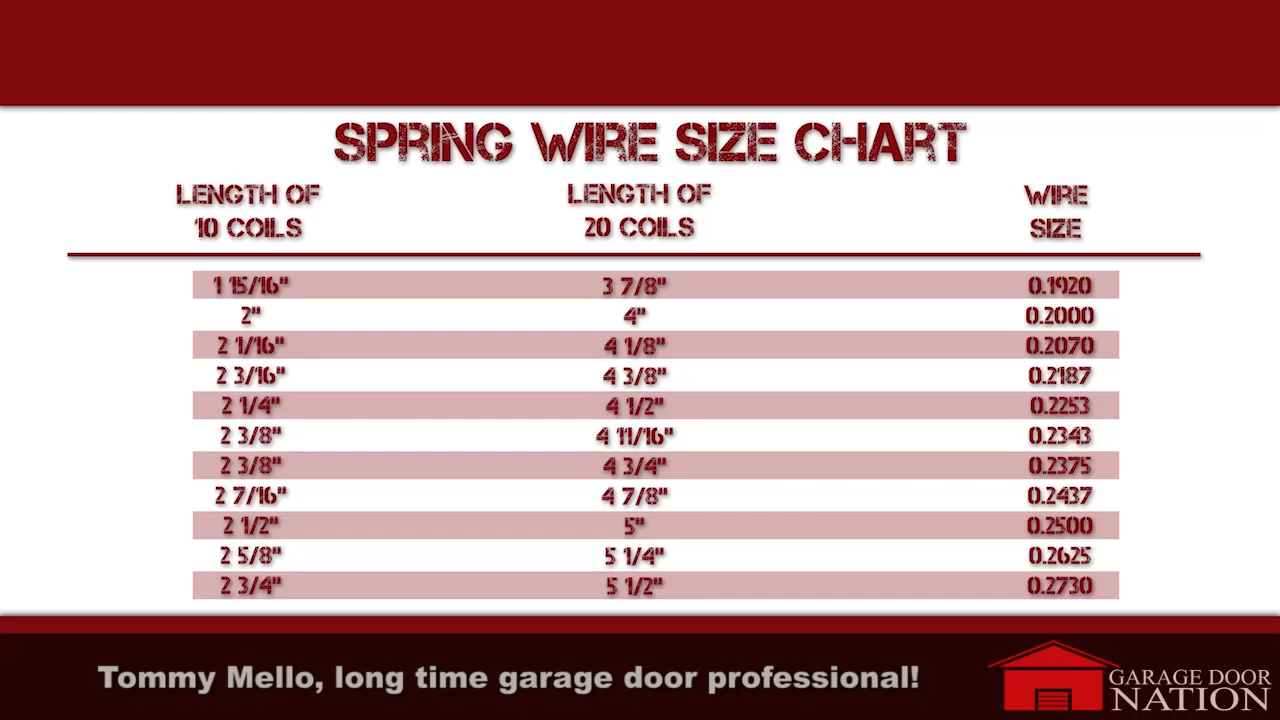 SPRING WIRE SIZE CHART
LENGTH OF 10 COILS LENGTH OF 20 COILS WIRE SIZE
1 15/16" 3 7/8" 0.1920
2" 4" 0.2000
2 1/16" 4 1/8" 0.2070
2 3/16" 4 3/8" 0.2187
2 1/4" 4 1/2" 0.2253
2 3/8" 4 11/16" 0.2343
2 3/8" 4 3/4" 0.2375
2 7/16" 4 7/8" 0.2437
2 1/2" 5" 0.2500
2 5/8" 5 1/4" 0.2625
2 3/4" 5 1/2" 0.2730
Tommy Mello, long time garage door professional!
GARAGE DOOR
NATION